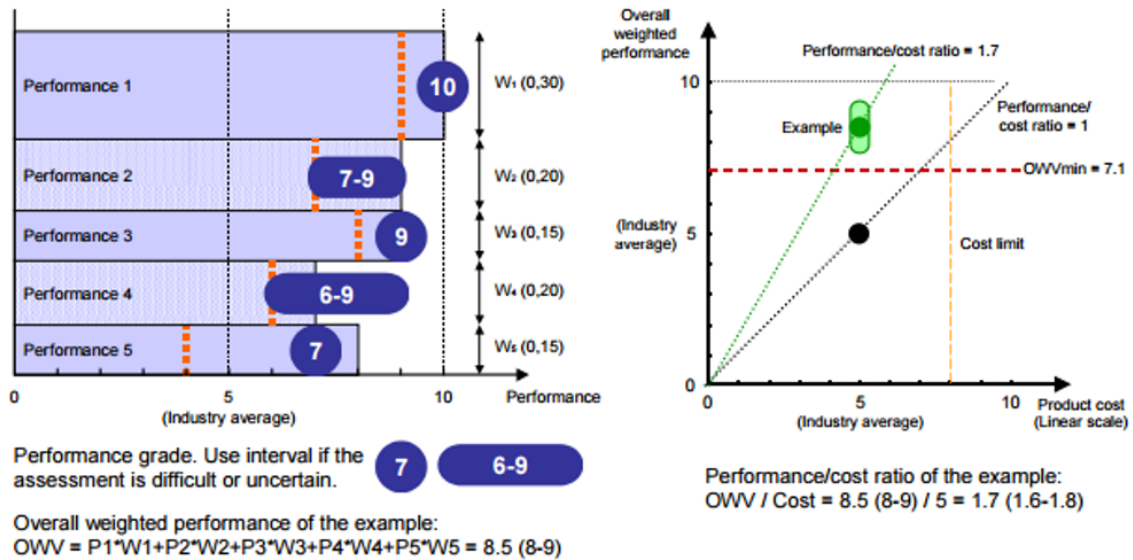 Performance 1
10
W₁ (0,30)
Performance 2
7-9
W₂ (0,20)
Performance 3
9
W₃ (0,15)
Performance 4
6-9
W₄ (0,20)
Performance 5
7
W₅ (0,15)
0
5
10
Performance
(Industry average)
Performance grade. Use interval if the
assessment is difficult or uncertain.
7
6-9
Overall weighted performance of the example:
OWV = P1*W1+P2*W2+P3*W3+P4*W4+P5*W5 = 8.5 (8-9)
Overall
weighted
performance
Performance/cost ratio = 1.7
10
Performance/
cost ratio = 1
Example
OWVmin = 7.1
(Industry
average)
5
Cost limit
0
0
5
10
Product cost
(Industry average)
(Linear scale)
Performance/cost ratio of the example:
OWV / Cost = 8.5 (8-9) / 5 = 1.7 (1.6-1.8)